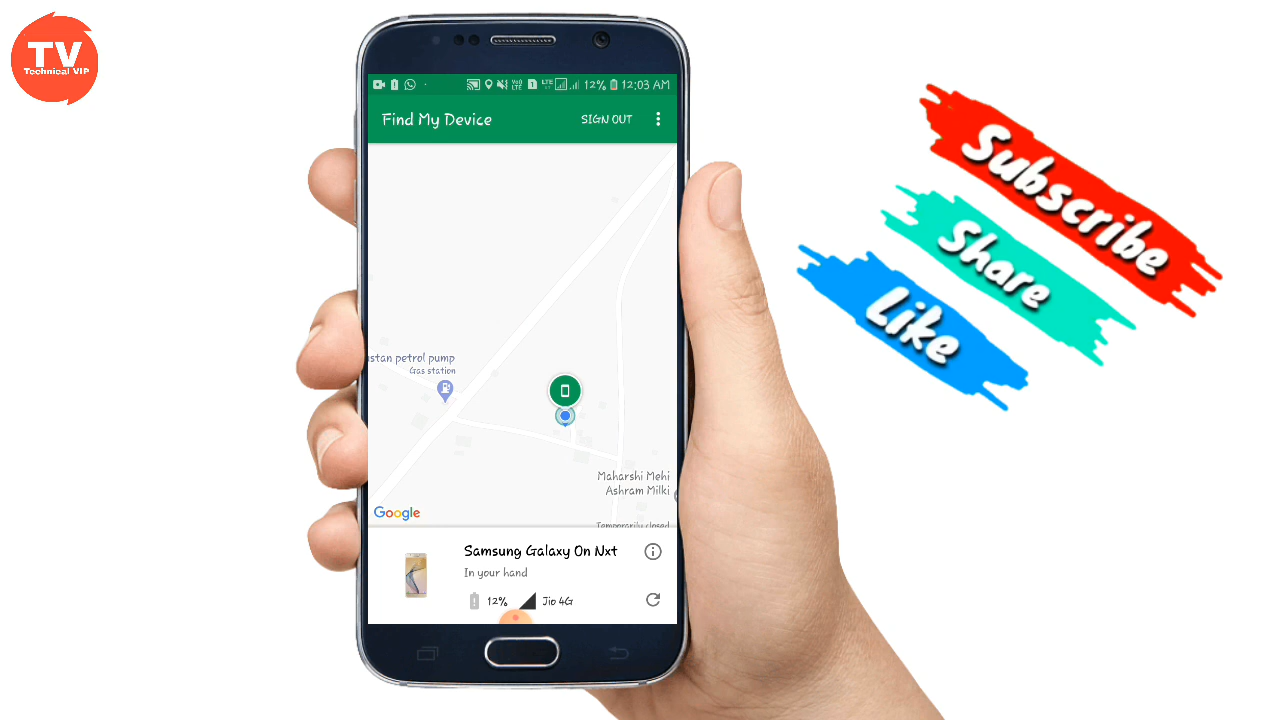 TV
Technical VIP
12% 12:03 AM
Find My Device
SIGN OUT
Subscribe
Share
Like
ustan petrol pump
Gas station
Maharshi Mehi
Ashram Milki
Temporarily closed
Google
Samsung Galaxy On Nxt
In your hand
12%
Jio 4G